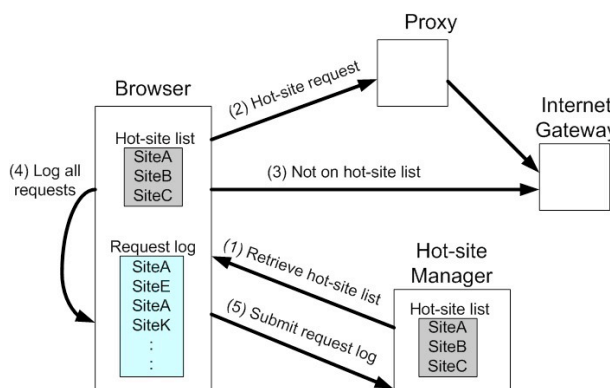 Proxy
Browser
(2) Hot-site request
Internet
Gateway
Hot-site list
SiteA
SiteB
SiteC
(4) Log all
requests
(3) Not on hot-site list
Request log
SiteA
SiteE
SiteA
SiteK
:
:
(1) Retrieve hot-site list
(5) Submit request log
Hot-site
Manager
Hot-site list
SiteA
SiteB
SiteC